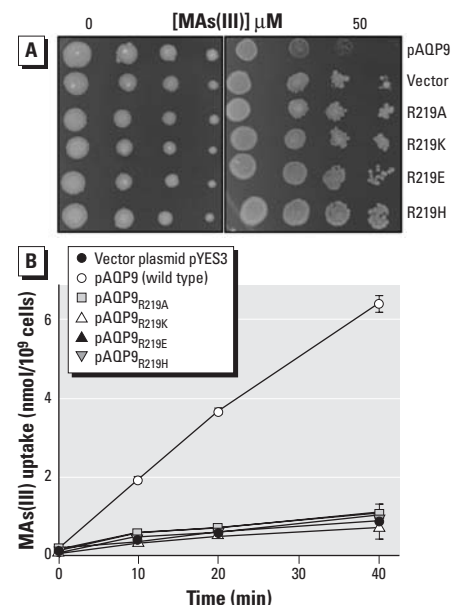 0 [MAs(III)] μM 50
A
pAQP9
Vector
R219A
R219K
R219E
R219H
B
Vector plasmid pYES3
pAQP9 (wild type)
pAQP9R219A
pAQP9R219K
pAQP9R219E
pAQP9R219H
MAs(III) uptake (nmol/10⁹ cells)
6
4
2
0
0 10 20 30 40
Time (min)